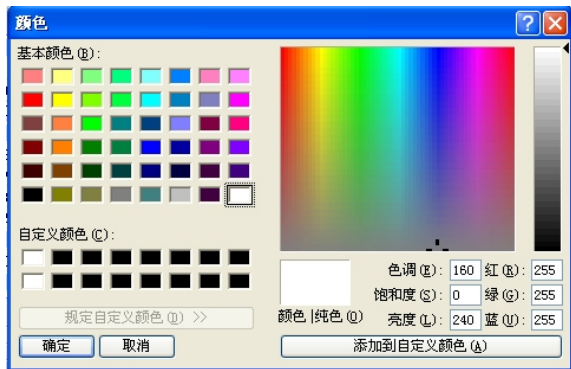 颜色
基本颜色(B):
自定义颜色(C):
规定自定义颜色(D) >>
确定 取消
颜色|纯色(O)
色调(E): 160 红(R): 255
饱和度(S): 0 绿(G): 255
亮度(L): 240 蓝(U): 255
添加到自定义颜色(A)